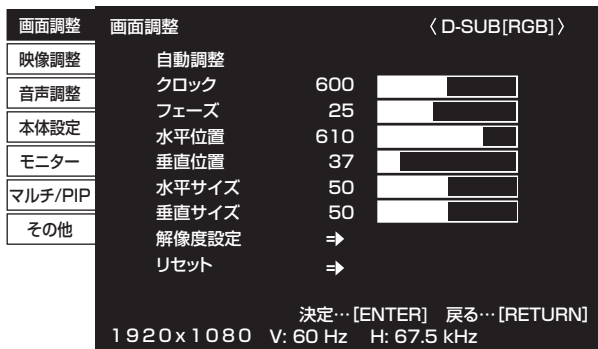 画面調整
映像調整
音声調整
本体設定
モニター
マルチ/PIP
その他
画面調整 〈 D-SUB[RGB] 〉
自動調整
クロック 600
フェーズ 25
水平位置 610
垂直位置 37
水平サイズ 50
垂直サイズ 50
解像度設定
リセット
決定…[ENTER] 戻る…[RETURN]
1920x1080 V: 60 Hz H: 67.5 kHz